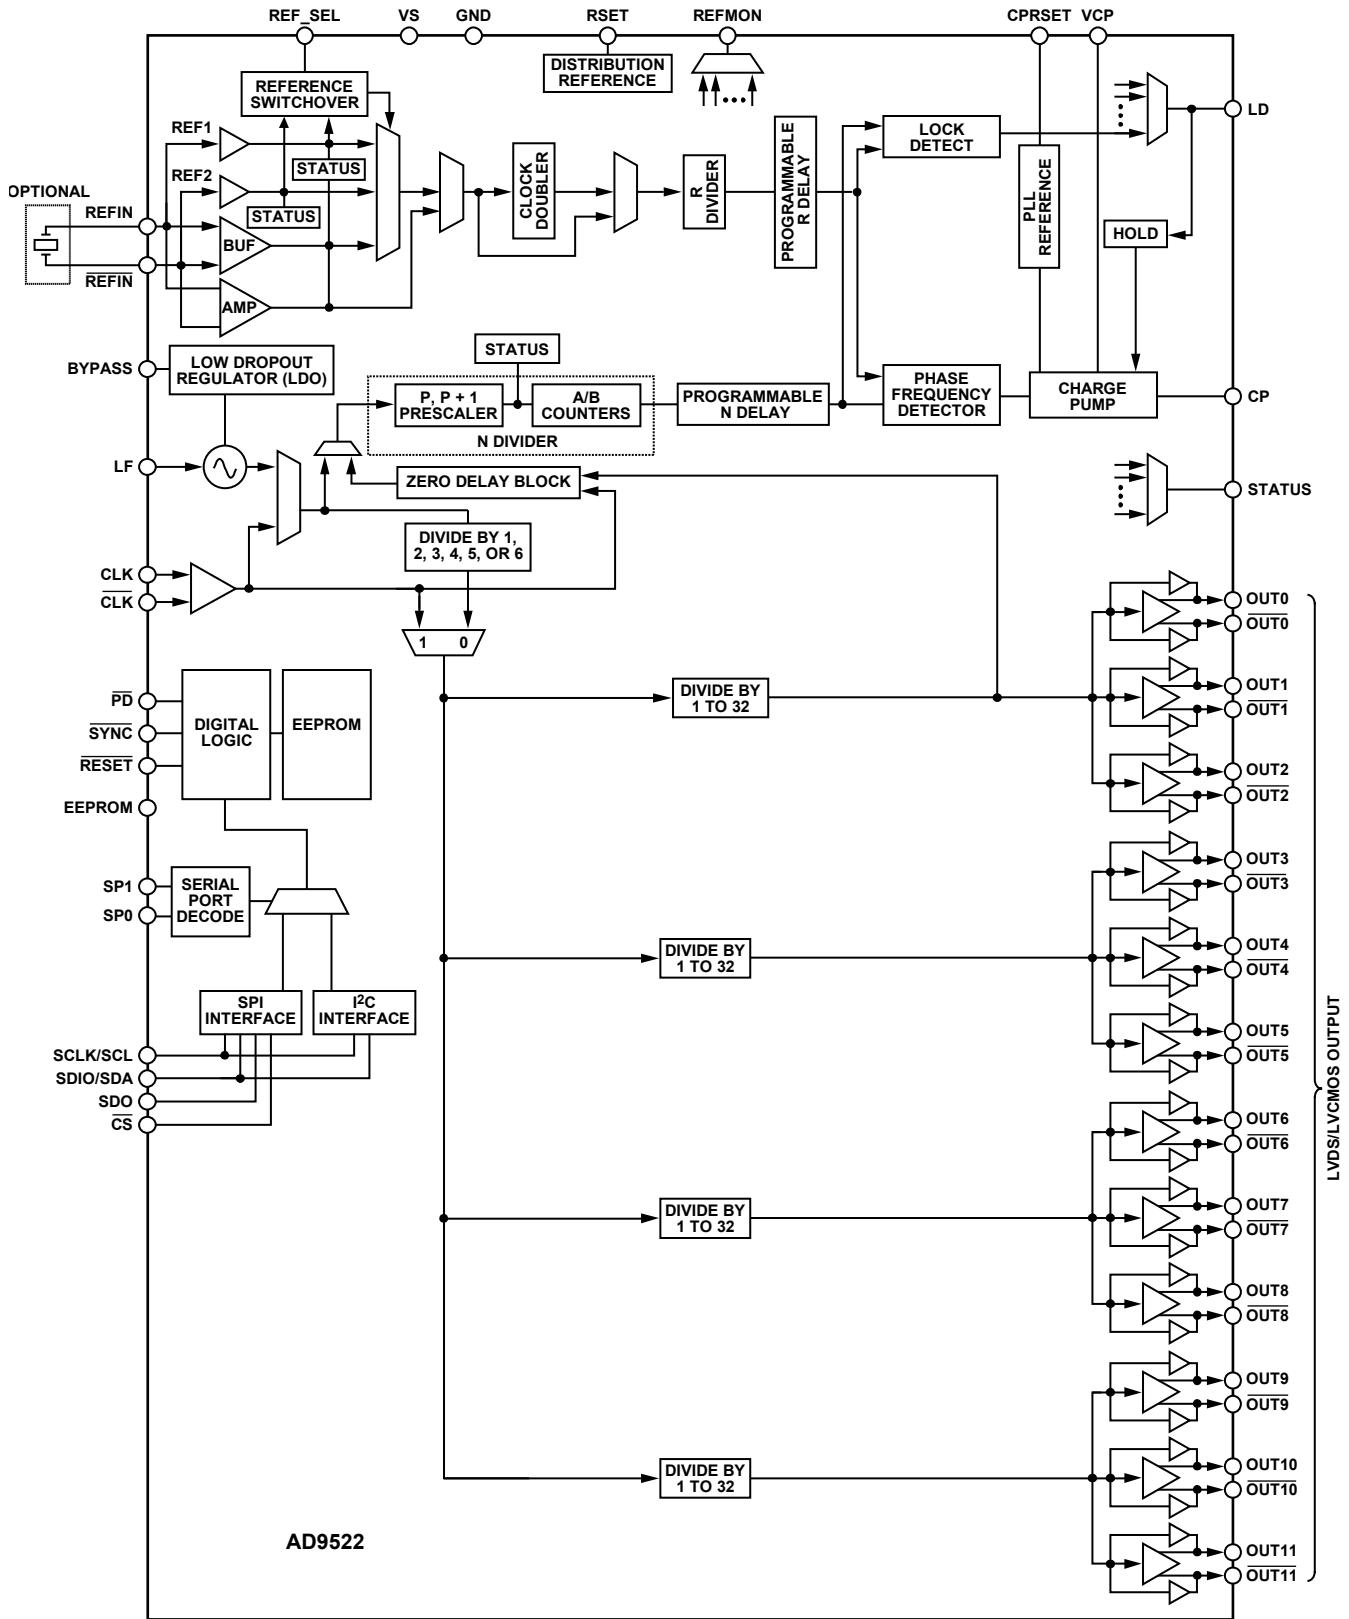 REF_SEL VS GND RSET REFMON CPRSET VCP
DISTRIBUTION
REFERENCE
REFERENCE
SWITCHOVER
LD
REF1
STATUS
REF2
STATUS
OPTIONAL
REFIN
BUF
REFIN
AMP
CLOCK
DOUBLER
R
DIVIDER
PROGRAMMABLE
R DELAY
LOCK
DETECT
PLL
REFERENCE
HOLD
BYPASS
LOW DROPOUT
REGULATOR (LDO)
STATUS
P, P + 1
PRESCALER
A/B
COUNTERS
N DIVIDER
PROGRAMMABLE
N DELAY
PHASE
FREQUENCY
DETECTOR
CHARGE
PUMP
CP
LF
ZERO DELAY BLOCK
STATUS
DIVIDE BY 1,
2, 3, 4, 5, OR 6
CLK
CLK
1 0
OUT0
OUT0
PD
SYNC
RESET
DIGITAL
LOGIC
EEPROM
EEPROM
DIVIDE BY
1 TO 32
OUT1
OUT1
OUT2
OUT2
SP1
SP0
SERIAL
PORT
DECODE
OUT3
OUT3
DIVIDE BY
1 TO 32
OUT4
OUT4
SPI
INTERFACE
I2C
INTERFACE
OUT5
OUT5
SCLK/SCL
SDIO/SDA
SDO
CS
OUT6
OUT6
LVDS/LVCMOS OUTPUT
DIVIDE BY
1 TO 32
OUT7
OUT7
OUT8
OUT8
OUT9
OUT9
DIVIDE BY
1 TO 32
OUT10
OUT10
AD9522
OUT11
OUT11